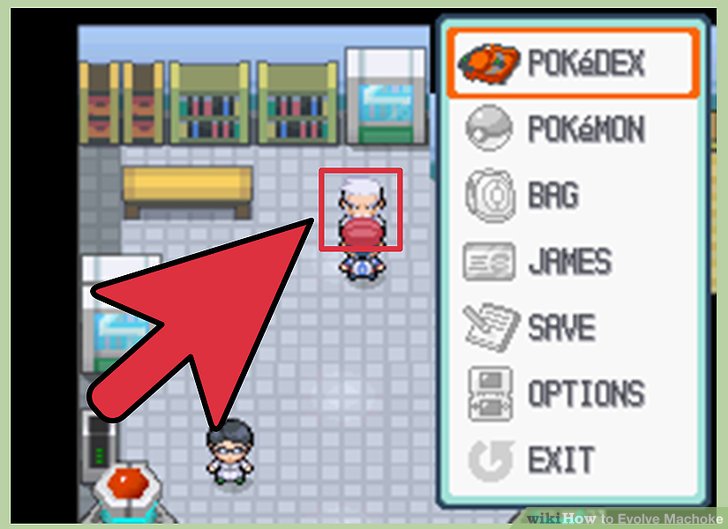 POKéDEX
POKéMON
BAG
JAMES
SAVE
OPTIONS
EXIT
wikiHow to Evolve Machoke